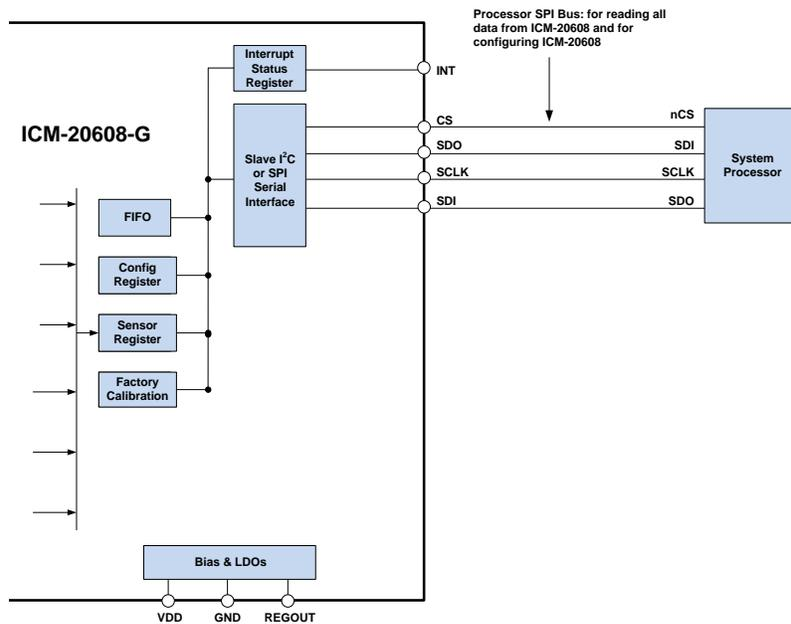 Processor SPI Bus: for reading all
data from ICM-20608 and for
configuring ICM-20608
Interrupt
Status
Register
INT
ICM-20608-G
Slave I²C
or SPI
Serial
Interface
CS
SDO
SCLK
SDI
nCS
SDI
SCLK
SDO
System
Processor
FIFO
Config
Register
Sensor
Register
Factory
Calibration
Bias & LDOs
VDD
GND
REGOUT